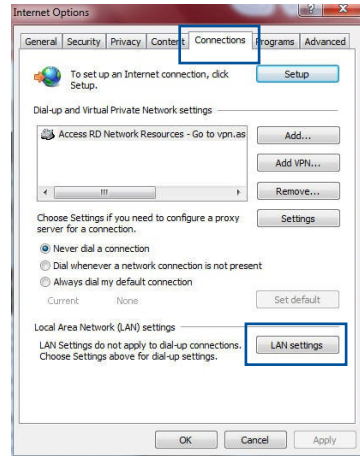 Internet Options
General Security Privacy Content Connections Programs Advanced
To set up an Internet connection, click
Setup.
Setup
Dial-up and Virtual Private Network settings
Access RD Network Resources - Go to vpn.as
Add...
Add VPN...
Remove...
Choose Settings if you need to configure a proxy
server for a connection.
Settings
Never dial a connection
Dial whenever a network connection is not present
Always dial my default connection
Current None
Set default
Local Area Network (LAN) settings
LAN Settings do not apply to dial-up connections.
Choose Settings above for dial-up settings.
LAN settings
OK Cancel Apply